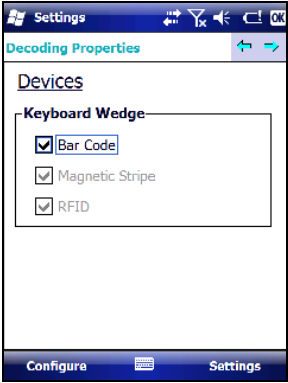 Settings OK
Decoding Properties
Devices
Keyboard Wedge
Bar Code
Magnetic Stripe
RFID
Configure Settings